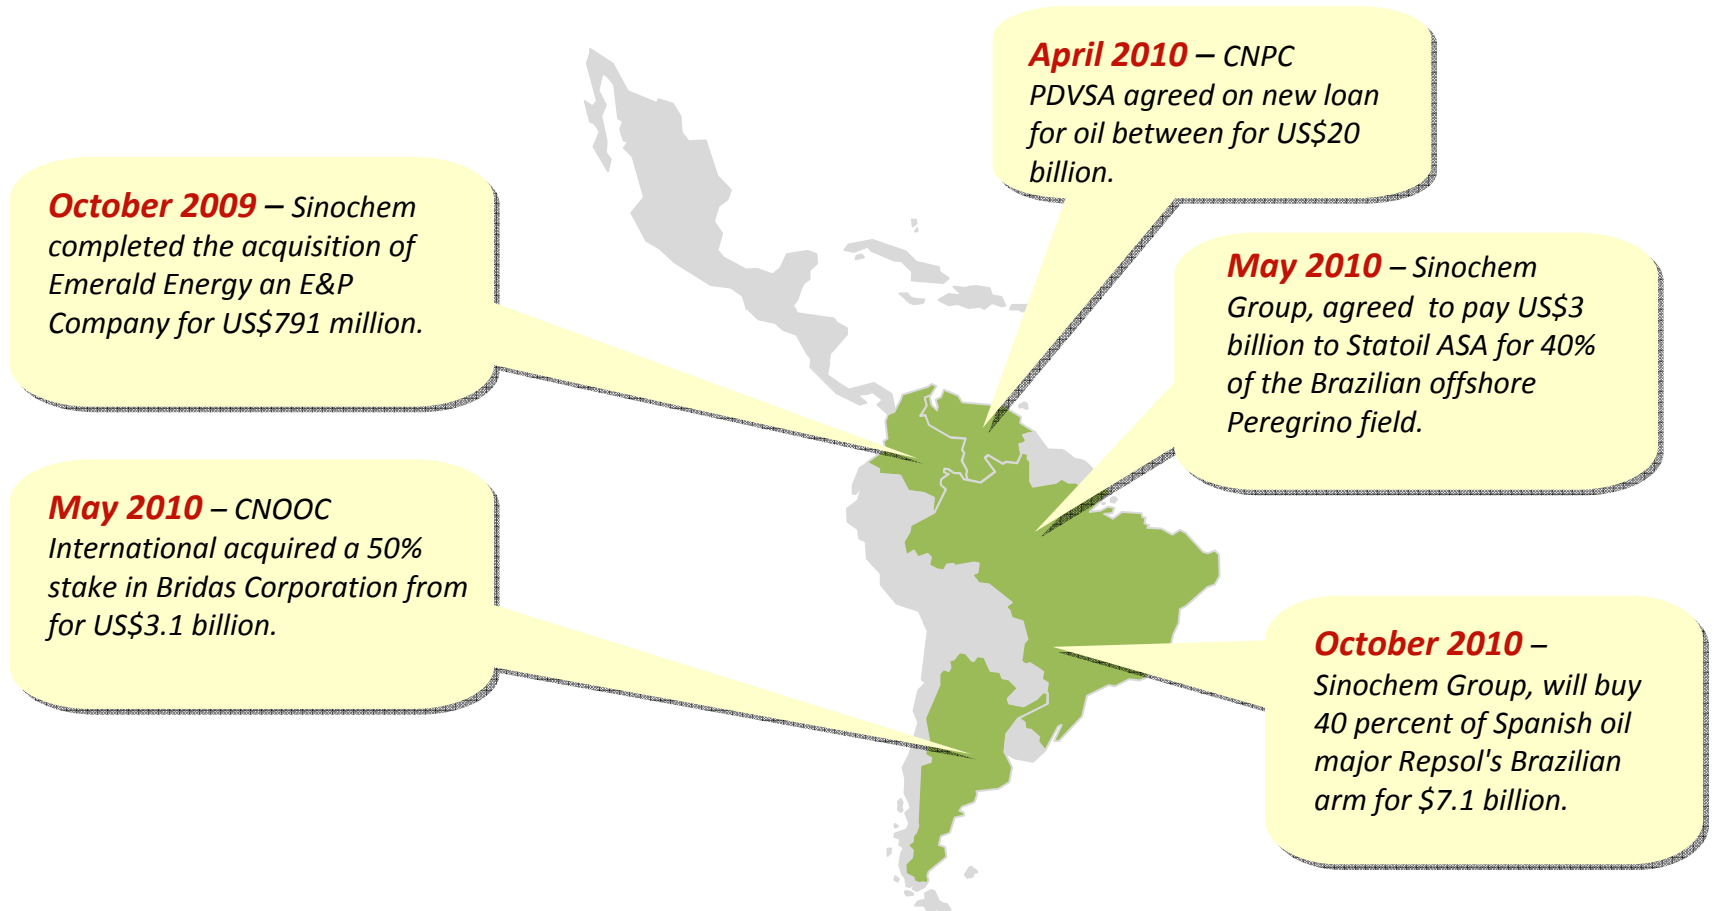 April 2010 – CNPC
PDVSA agreed on new loan
for oil between for US$20
billion.
October 2009 – Sinochem
completed the acquisition of
Emerald Energy an E&P
Company for US$791 million.
May 2010 – Sinochem
Group, agreed  to pay US$3
billion to Statoil ASA for 40%
of the Brazilian offshore
Peregrino field.
May 2010 – CNOOC
International acquired a 50%
stake in Bridas Corporation from
for US$3.1 billion.
October 2010 –
Sinochem Group, will buy
40 percent of Spanish oil
major Repsol's Brazilian
arm for $7.1 billion.